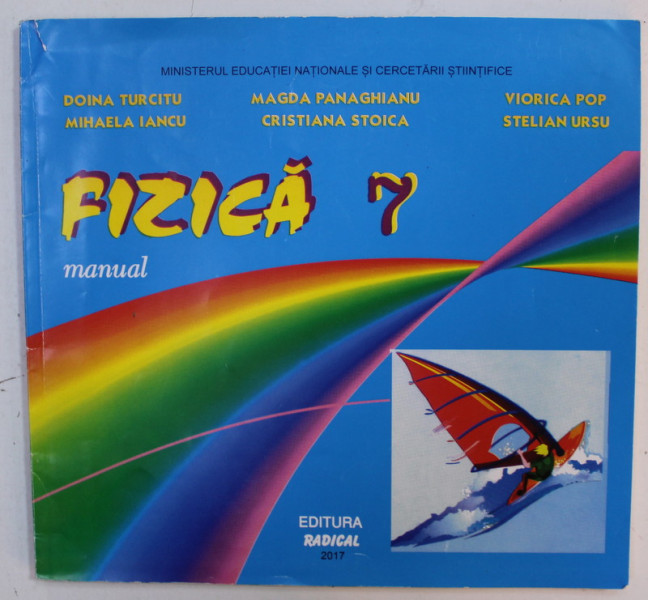 MINISTERUL EDUCAȚIEI NAȚIONALE ȘI CERCETĂRII ȘTIINȚIFICE
DOINA TURCITU MAGDA PANAGHIANU VIORICA POP
MIHAELA IANCU CRISTIANA STOICA STELIAN URSU
FIZICĂ 7
manual
EDITURA
RADICAL
2017